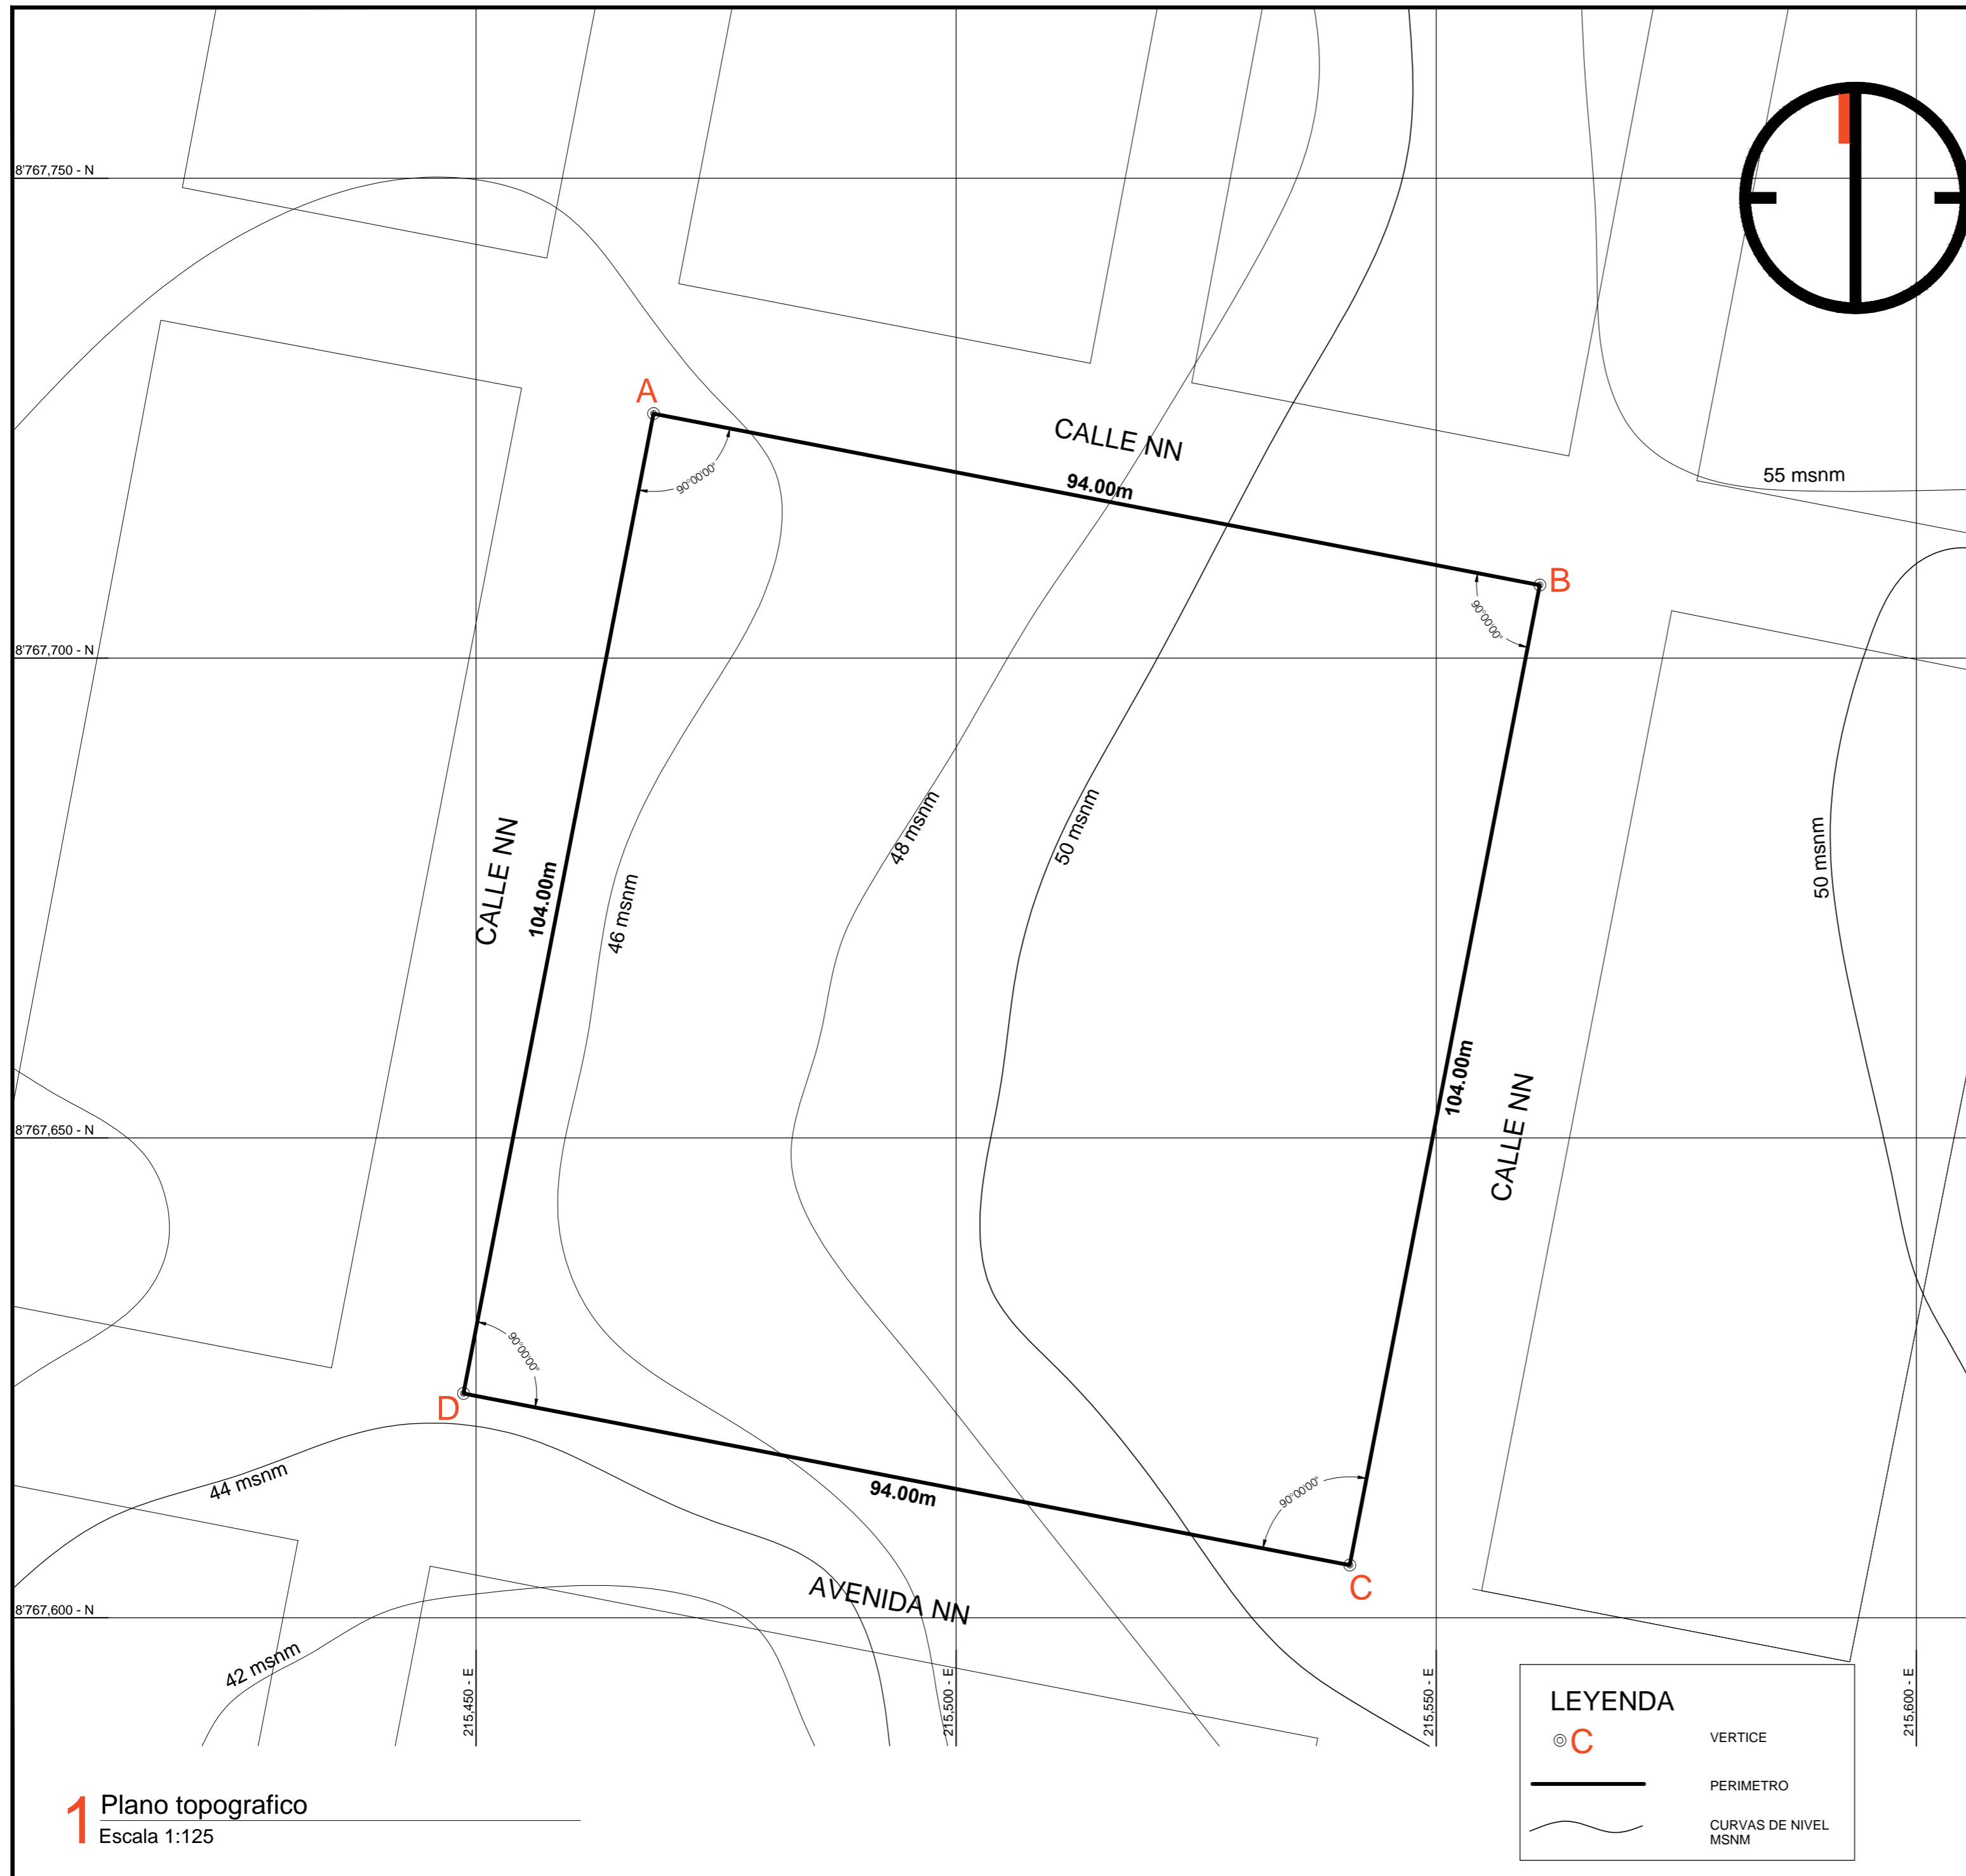 8'767,750 - N
A
CALLE NN
94.00m
90°00'00"
55 msnm
B
90°00'00"
8'767,700 - N
CALLE NN
104.00m
46 msnm
48 msnm
50 msnm
50 msnm
104.00m
CALLE NN
8'767,650 - N
90°00'00"
D
44 msnm
94.00m
90°00'00"
C
AVENIDA NN
8'767,600 - N
42 msnm
215,450 - E
215,500 - E
215,550 - E
215,600 - E
LEYENDA
C VERTICE
PERIMETRO
CURVAS DE NIVEL
MSNM
1 Plano topografico
Escala 1:125